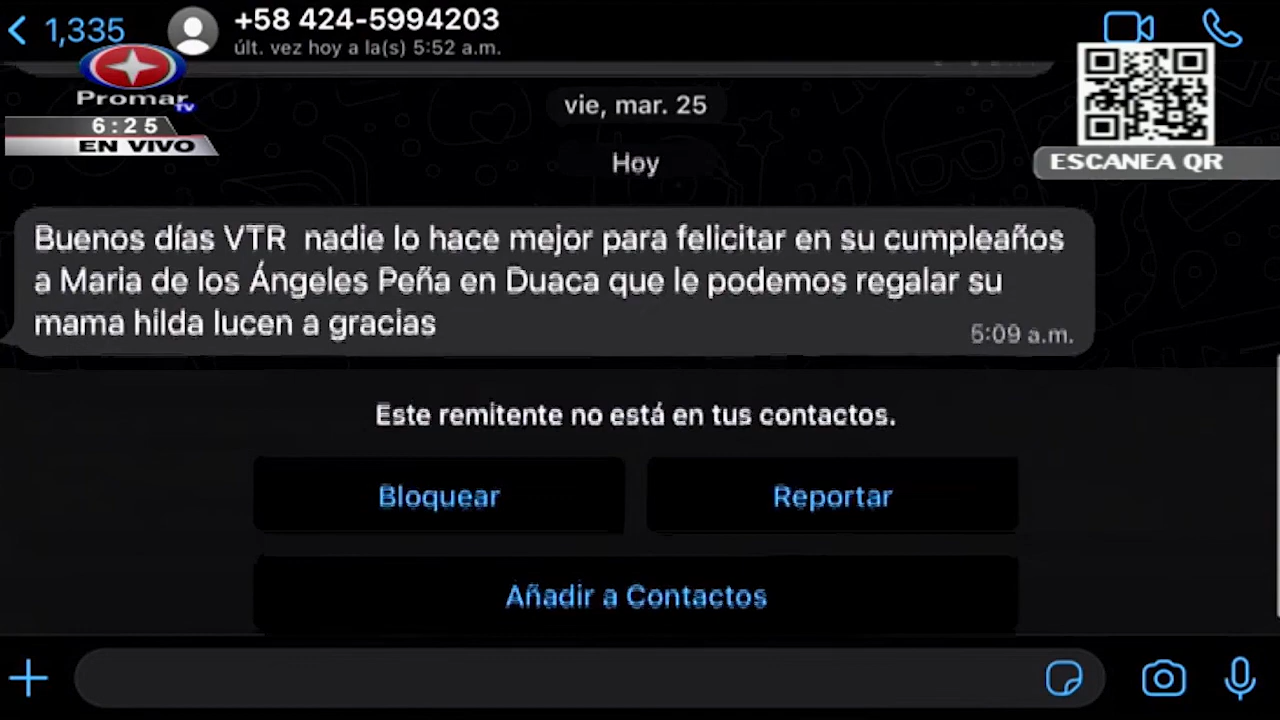 1,335
+58 424-5994203
últ. vez hoy a la(s) 5:52 a.m.
Promar
TV
6:25
EN VIVO
ESCANEA QR
vie, mar. 25
Hoy
Buenos días VTR nadie lo hace mejor para felicitar en su cumpleaños
a Maria de los Ángeles Peña en Duaca que le podemos regalar su
mama hilda lucen a gracias
5:09 a.m.
Este remitente no está en tus contactos.
Bloquear
Reportar
Añadir a Contactos